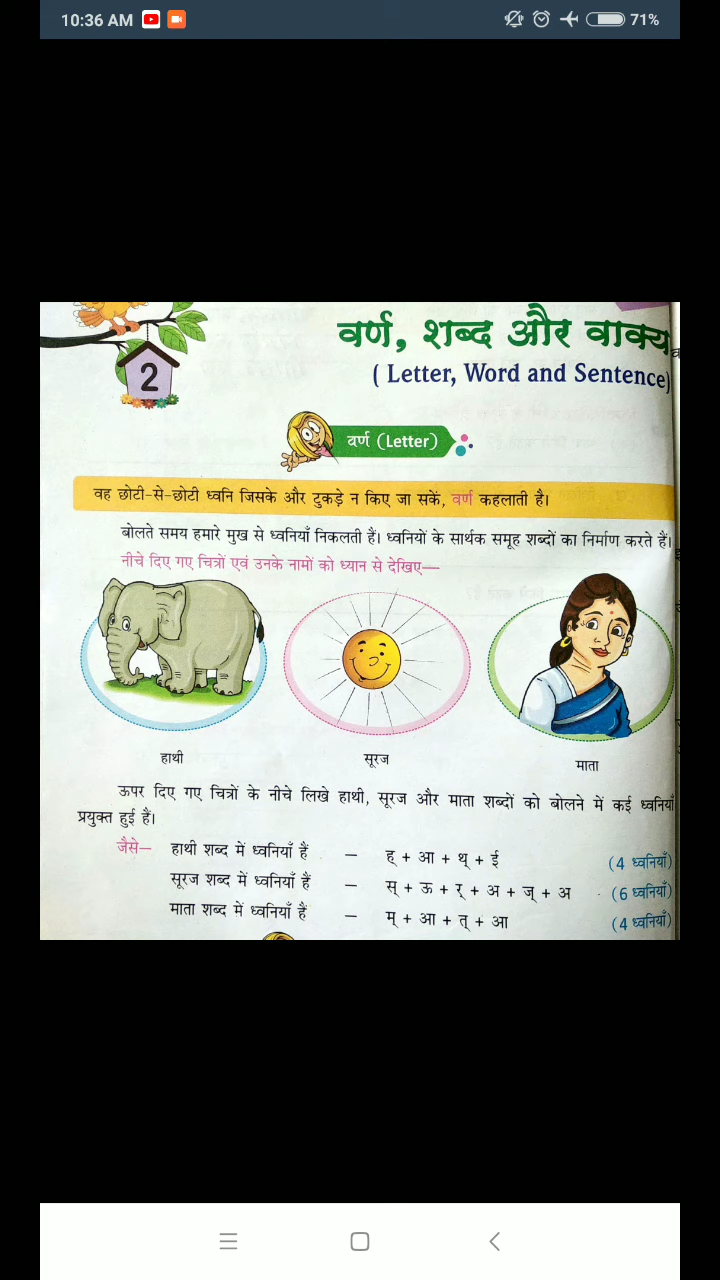 10:36 AM 71%
वर्ण, शब्द और वाक्य
2
( Letter, Word and Sentence)
वर्ण (Letter)
वह छोटी-से-छोटी ध्वनि जिसके और टुकड़े न किए जा सकें, वर्ण कहलाती है।
बोलते समय हमारे मुख से ध्वनियाँ निकलती हैं। ध्वनियों के सार्थक समूह शब्दों का निर्माण करते हैं।
नीचे दिए गए चित्रों एवं उनके नामों को ध्यान से देखिए—
हाथी सूरज माता
ऊपर दिए गए चित्रों के नीचे लिखे हाथी, सूरज और माता शब्दों को बोलने में कई ध्वनियाँ
प्रयुक्त हुई हैं।
जैसे— हाथी शब्द में ध्वनियाँ हैं — ह् + आ + थ् + ई (4 ध्वनियाँ)
सूरज शब्द में ध्वनियाँ हैं — स् + ऊ + र् + अ + ज् + अ (6 ध्वनियाँ)
माता शब्द में ध्वनियाँ हैं — म् + आ + त् + आ (4 ध्वनियाँ)